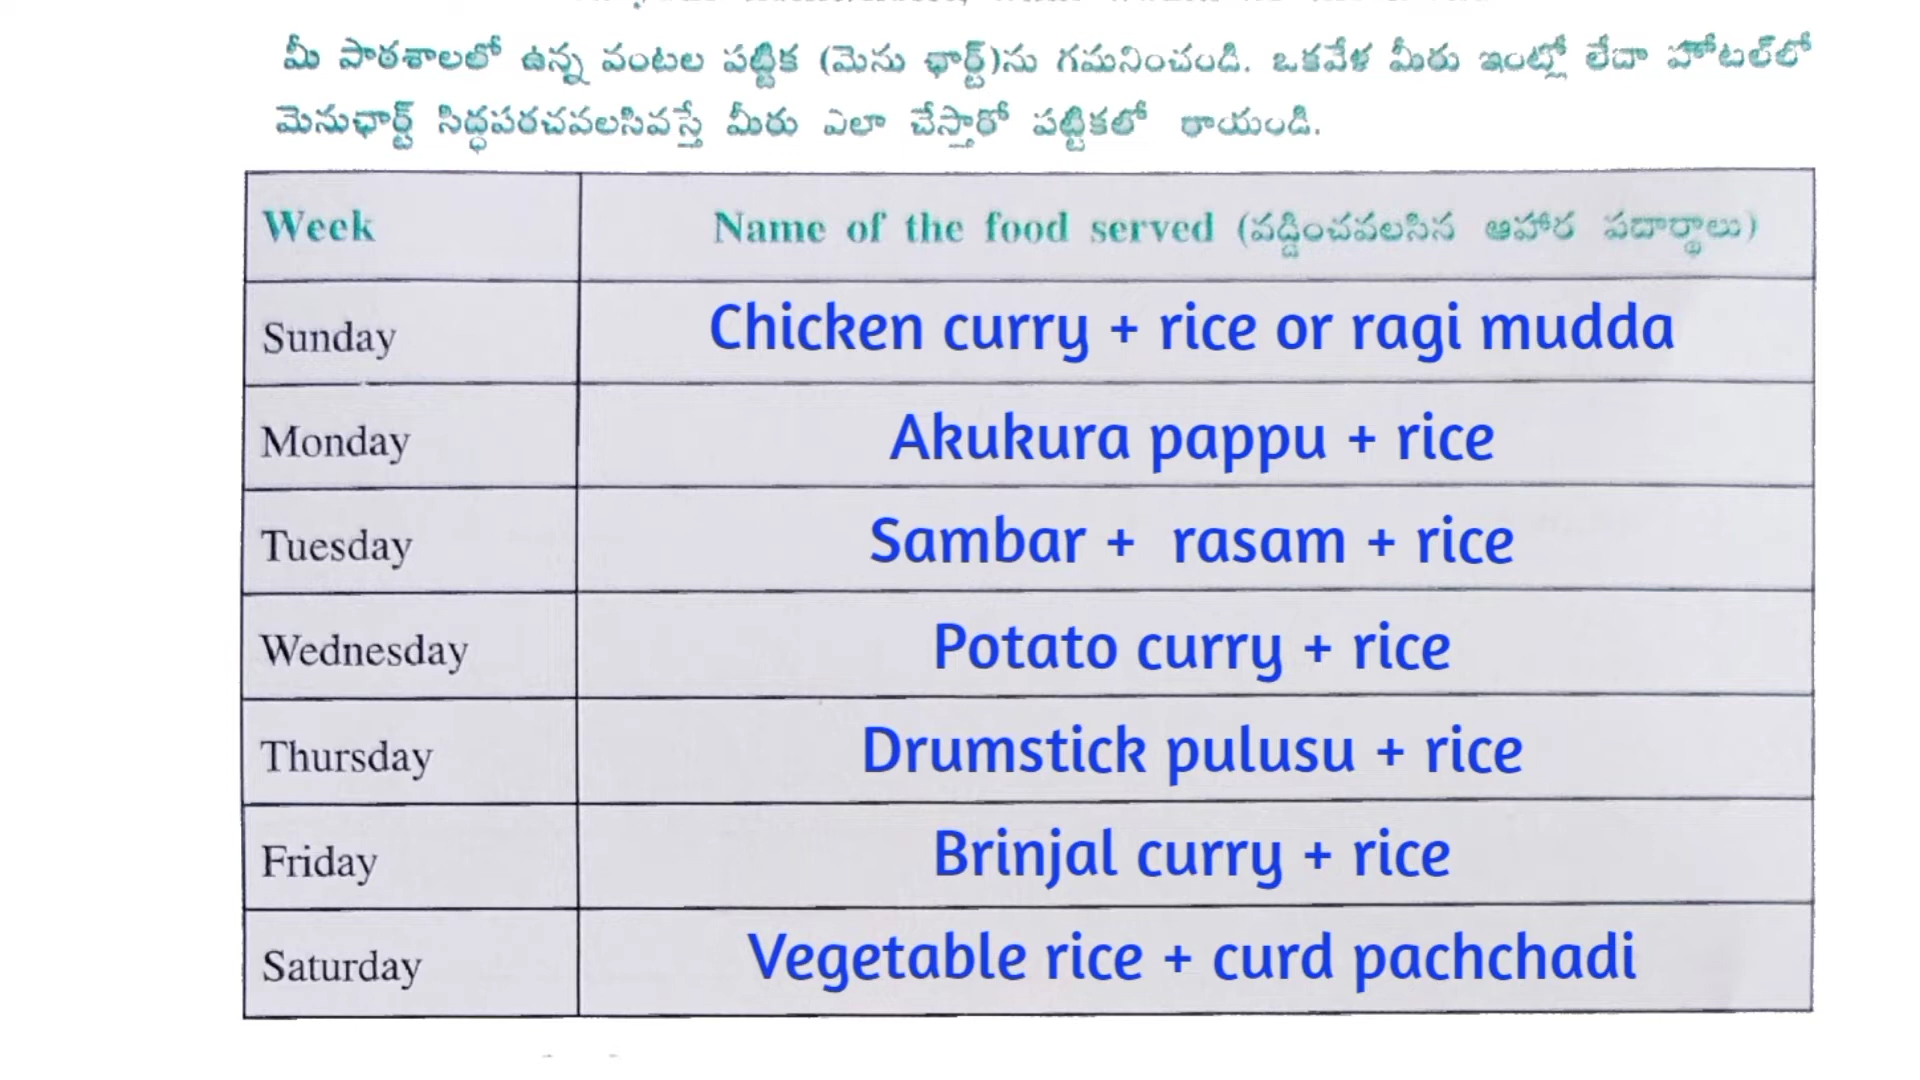 మీ పాఠశాలలో ఉన్న వంటల పట్టిక (మెను ఛార్ట్)ను గమనించండి. ఒకవేళ మీరు ఇంట్లో లేదా హోటల్‌లో
మెనుఛార్ట్ సిద్ధపరచవలసివస్తే మీరు ఎలా చేస్తారో పట్టికలో రాయండి.
Week Name of the food served (వడ్డించవలసిన ఆహార పదార్థాలు)
Sunday Chicken curry + rice or ragi mudda
Monday Akukura pappu + rice
Tuesday Sambar + rasam + rice
Wednesday Potato curry + rice
Thursday Drumstick pulusu + rice
Friday Brinjal curry + rice
Saturday Vegetable rice + curd pachchadi